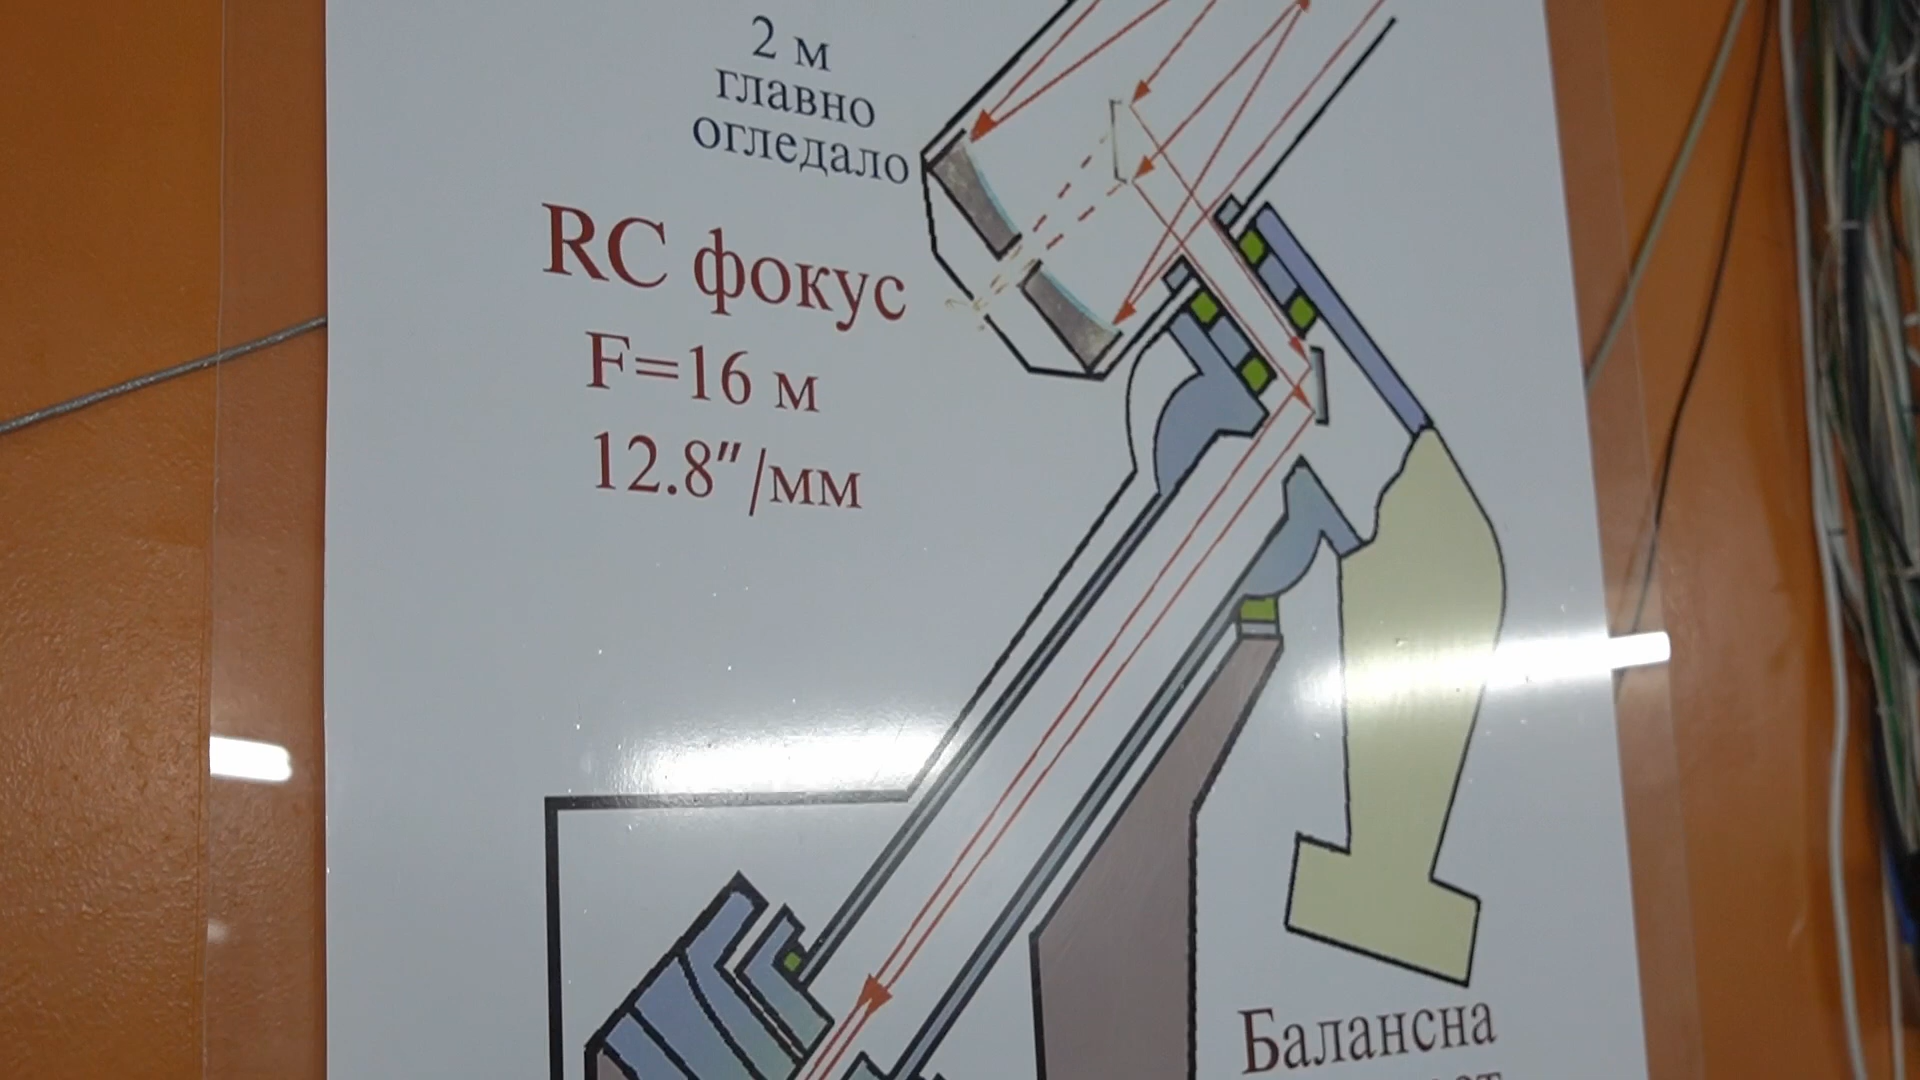 2 м
главно
огледало
RC фокус
F=16 м
12.8"/мм
Балансна